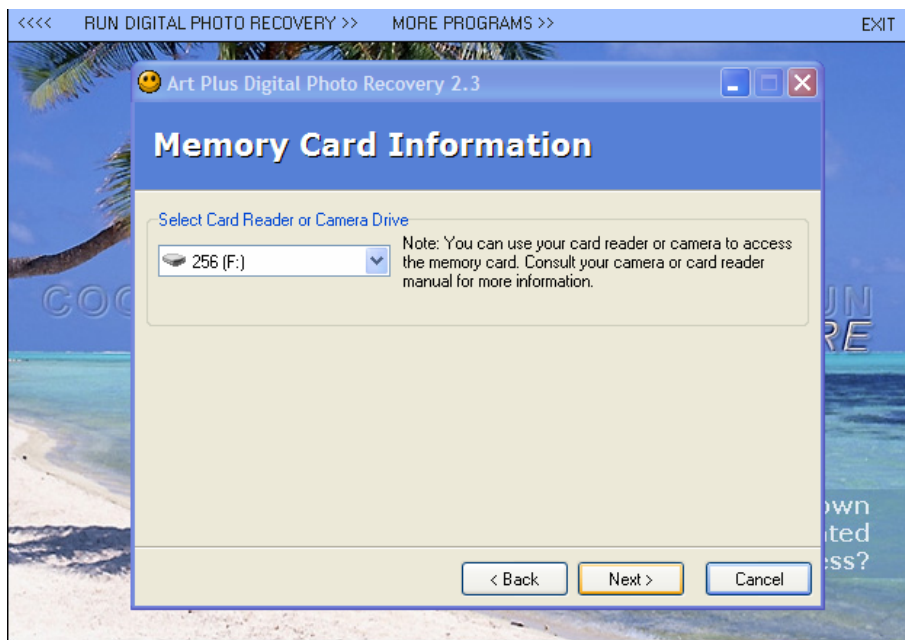 <<<< RUN DIGITAL PHOTO RECOVERY >> MORE PROGRAMS >> EXIT
Art Plus Digital Photo Recovery 2.3
Memory Card Information
Select Card Reader or Camera Drive
256 (F:)
Note: You can use your card reader or camera to access
the memory card. Consult your camera or card reader
manual for more information.
< Back Next > Cancel